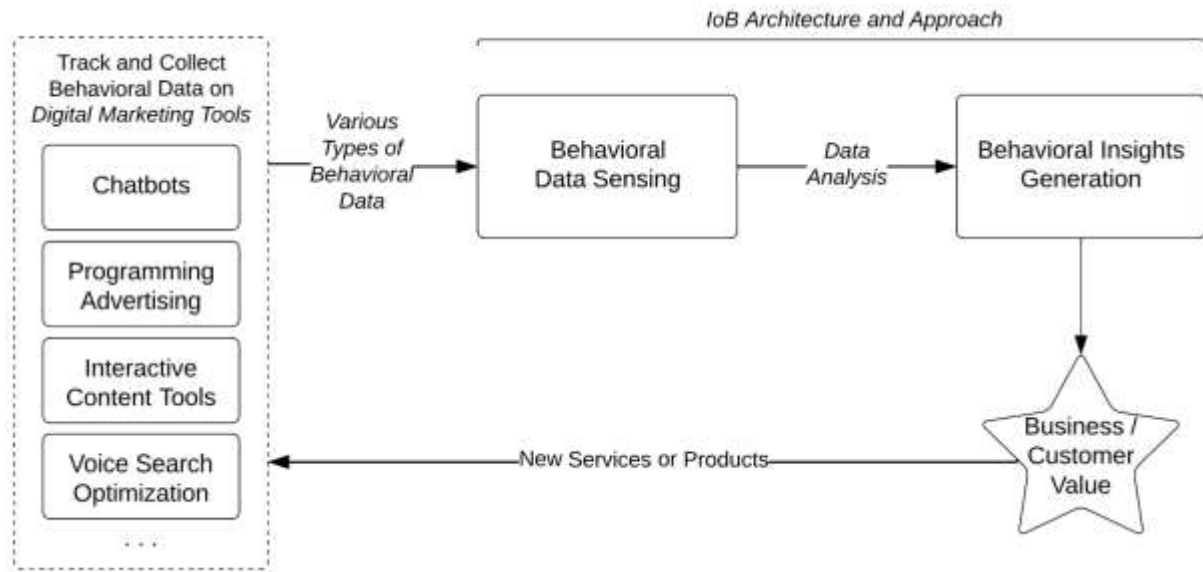 IoB Architecture and Approach
Track and Collect
Behavioral Data on
Digital Marketing Tools
Chatbots
Programming
Advertising
Interactive
Content Tools
Voice Search
Optimization
. . .
Various
Types of
Behavioral
Data
Behavioral
Data Sensing
Data
Analysis
Behavioral Insights
Generation
Business /
Customer
Value
New Services or Products